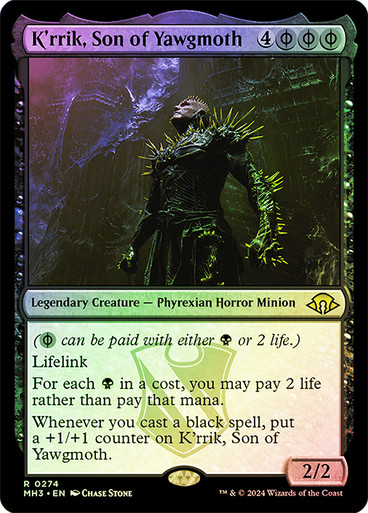 K'rrik, Son of Yawgmoth 4
Legendary Creature — Phyrexian Horror Minion
( can be paid with either or 2 life.)
Lifelink
For each in a cost, you may pay 2 life
rather than pay that mana.
Whenever you cast a black spell, put
a +1/+1 counter on K'rrik, Son of
Yawgmoth.
2/2
R 0274
MH3 • EN Chase Stone
™ & © 2024 Wizards of the Coast